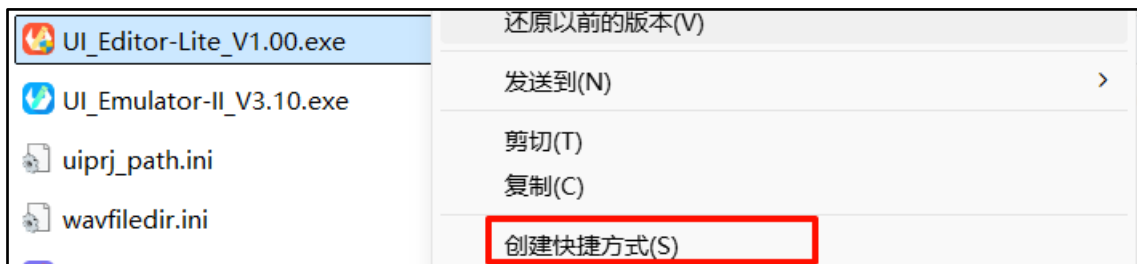 UI_Editor-Lite_V1.00.exe
UI_Emulator-II_V3.10.exe
uiprj_path.ini
wavfiledir.ini
还原以前的版本(V)
发送到(N)
剪切(T)
复制(C)
创建快捷方式(S)